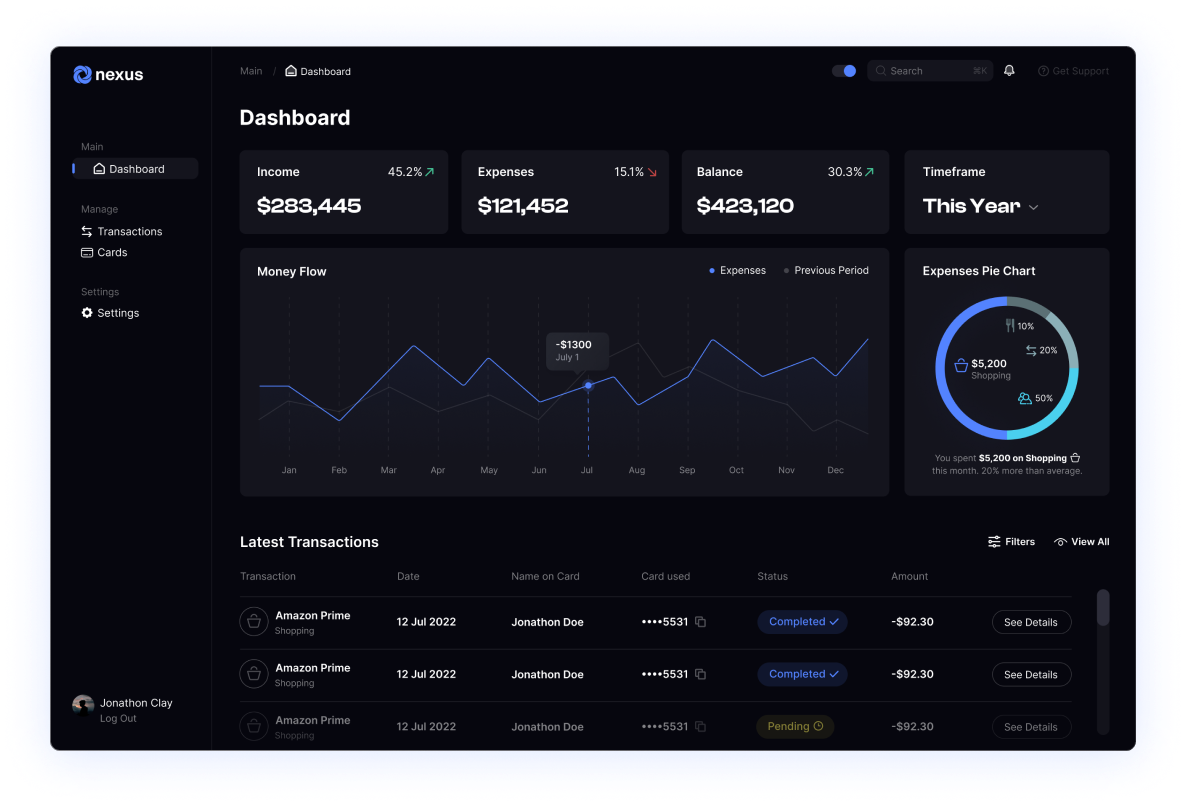 nexus
Main / Dashboard
Search ⌘K
Get Support
Main
Dashboard
Manage
Transactions
Cards
Settings
Settings
Jonathon Clay
Log Out
Dashboard
Income 45.2%
$283,445
Expenses 15.1%
$121,452
Balance 30.3%
$423,120
Timeframe
This Year
Money Flow
Expenses Previous Period
-$1300
July 1
Jan Feb Mar Apr May Jun Jul Aug Sep Oct Nov Dec
Expenses Pie Chart
10%
20%
$5,200
Shopping
50%
You spent $5,200 on Shopping
this month. 20% more than average.
Latest Transactions
Filters View All
Transaction Date Name on Card Card used Status Amount
Amazon Prime
Shopping
12 Jul 2022 Jonathon Doe ••••5531 Completed -$92.30 See Details
Amazon Prime
Shopping
12 Jul 2022 Jonathon Doe ••••5531 Completed -$92.30 See Details
Amazon Prime
Shopping
12 Jul 2022 Jonathon Doe ••••5531 Pending -$92.30 See Details